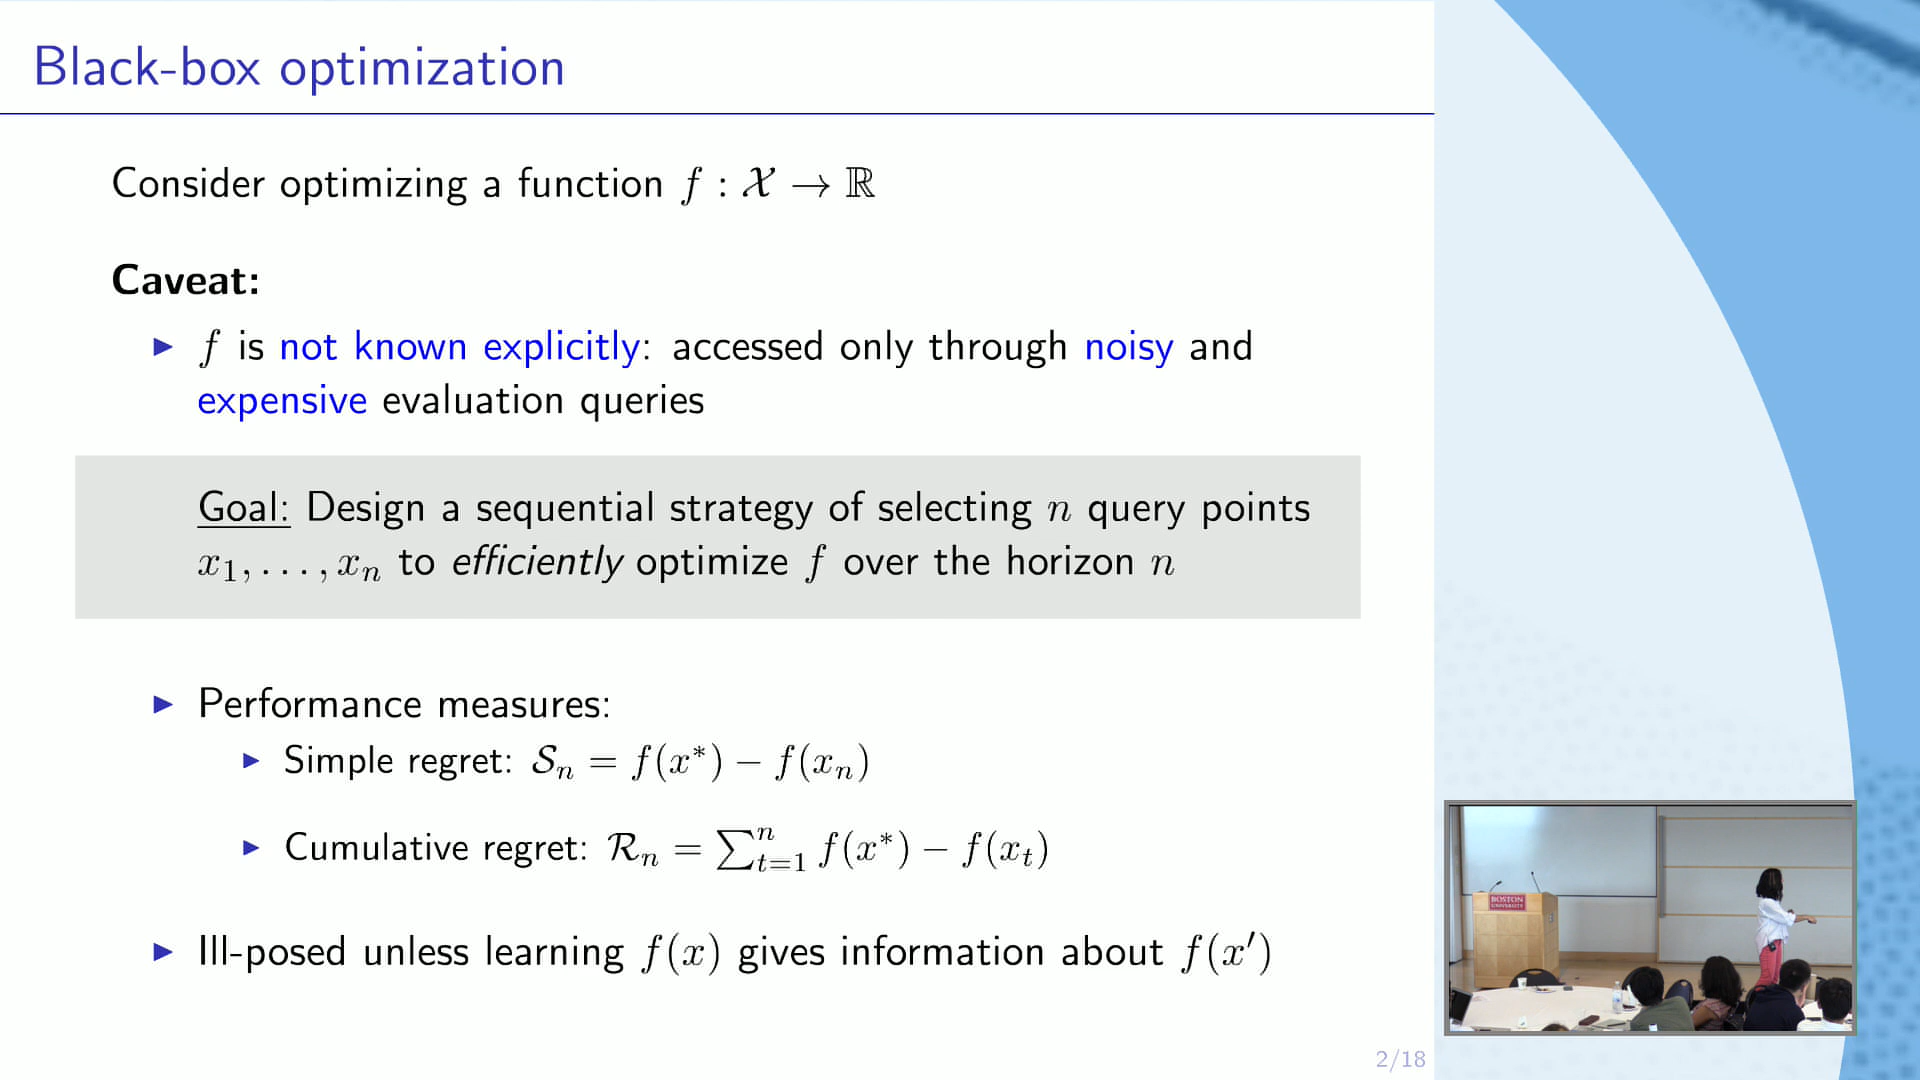 Black-box optimization
Consider optimizing a function f : 𝒳 → ℝ
Caveat:
▶ f is not known explicitly: accessed only through noisy and
expensive evaluation queries
Goal: Design a sequential strategy of selecting n query points
x₁, . . . , xₙ to efficiently optimize f over the horizon n
▶ Performance measures:
▶ Simple regret: 𝒮ₙ = f(x*) − f(xₙ)
▶ Cumulative regret: ℛₙ = ∑ⁿₜ₌₁ f(x*) − f(xₜ)
▶ Ill-posed unless learning f(x) gives information about f(x′)
2/18
BOSTON
UNIVERSITY